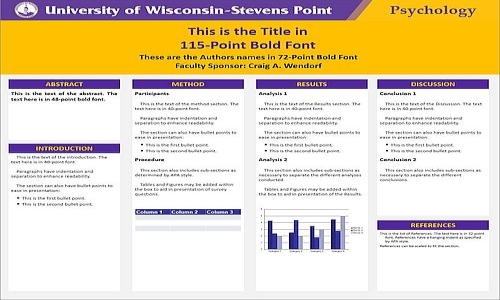 University of Wisconsin-Stevens Point
Psychology
This is the Title in
115-Point Bold Font
These are the Authors names in 72-Point Bold Font
Faculty Sponsor: Craig A. Wendorf
ABSTRACT
This is the text of the abstract. The
text here is in 48-point bold font.
INTRODUCTION
This is the text of the introduction. The
text here is in 40-point font.
Paragraphs have indentation and
separation to enhance readability.
The section can also have bullet points to
ease in presentation:
• This is the first bullet point.
• This is the second bullet point.
METHOD
Participants
This is the text of the method section. The
text here is in 40-point font.
Paragraphs have indentation and
separation to enhance readability.
The section can also have bullet points to
ease in presentation:
• This is the first bullet point.
• This is the second bullet point.
Procedure
This section also includes sub-sections as
determined by APA style.
Tables and Figures may be added within
the box to aid in presentation of survey
questions.
Column 1 Column 2 Column 3
RESULTS
Analysis 1
This is the text of the Results section. The
text here is in 40-point font.
Paragraphs have indentation and
separation to enhance readability.
The section can also have bullet points to
ease in presentation:
• This is the first bullet point.
• This is the second bullet point.
Analysis 2
This section also includes sub-sections as
necessary to separate the different analyses
conducted.
Tables and Figures may be added within
the box to aid in presentation of the Results.
DISCUSSION
Conclusion 1
This is the text of the Discussion. The text
here is in 40-point font.
Paragraphs have indentation and
separation to enhance readability.
The section can also have bullet points to
ease in presentation:
• This is the first bullet point.
• This is the second bullet point.
Conclusion 2
This section also includes sub-sections as
necessary to separate the different
conclusions.
REFERENCES
This is the list of References. The text here is in 32-point
font. References have a hanging indent as specified
by APA style.
References can be scaled to fit the section.